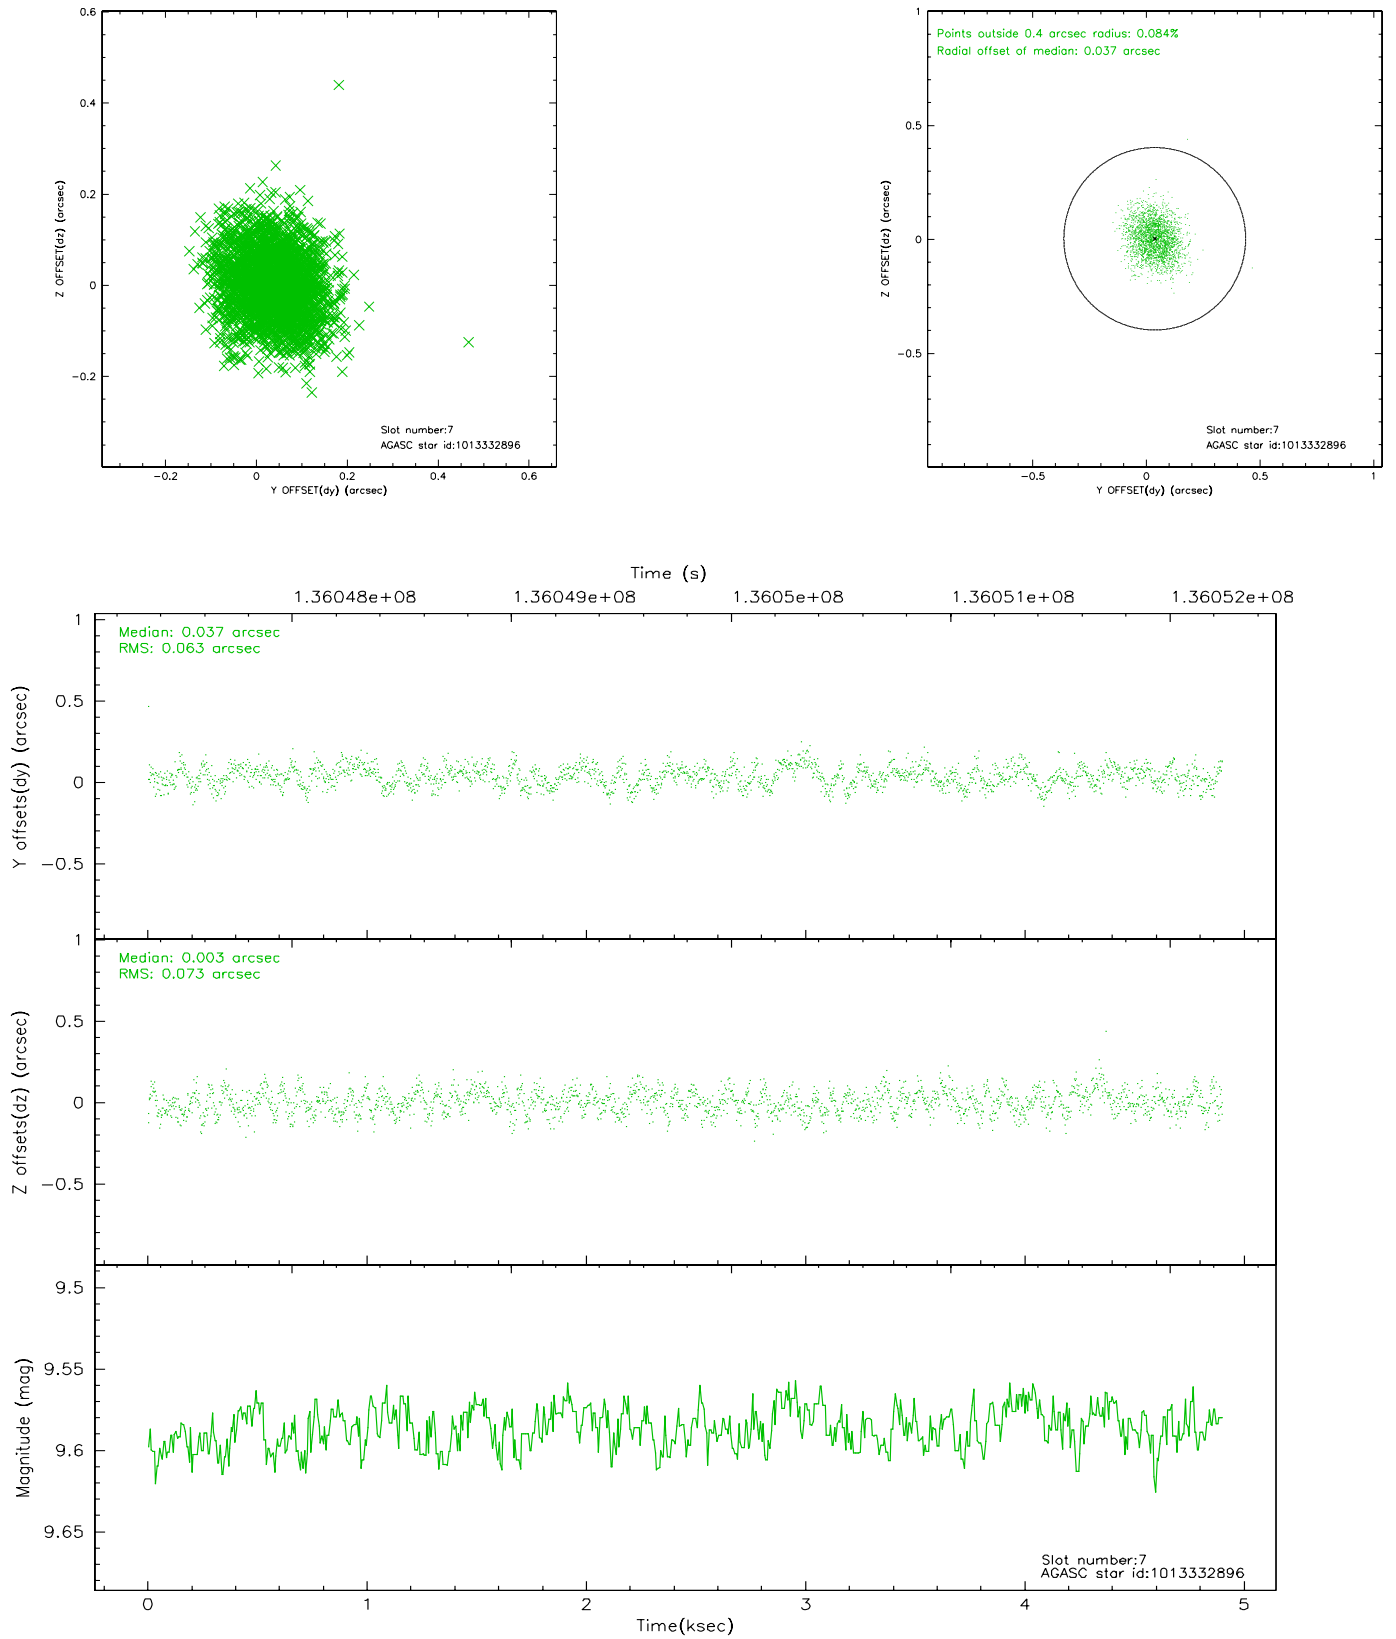 0.6
0.4
0.2
0
−0.2
−0.2
0
0.2
0.4
0.6
Z OFFSET(dz) (arcsec)
Y OFFSET(dy) (arcsec)
Slot number:7
AGASC star id:1013332896
Points outside 0.4 arcsec radius: 0.084%
Radial offset of median: 0.037 arcsec
1
0.5
0
−0.5
−0.5
0
0.5
1
Z OFFSET(dz) (arcsec)
Y OFFSET(dy) (arcsec)
Slot number:7
AGASC star id:1013332896
Time (s)
1.36048e+08
1.36049e+08
1.3605e+08
1.36051e+08
1.36052e+08
Median: 0.037 arcsec
RMS: 0.063 arcsec
1
0.5
0
−0.5
Y offsets(dy) (arcsec)
Median: 0.003 arcsec
RMS: 0.073 arcsec
1
0.5
0
−0.5
Z offsets(dz) (arcsec)
9.5
9.55
9.6
9.65
Magnitude (mag)
Slot number:7
AGASC star id:1013332896
0
1
2
3
4
5
Time(ksec)